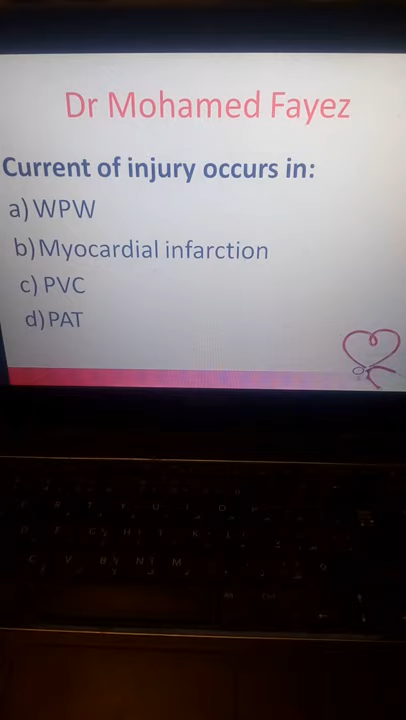 Dr Mohamed Fayez
Current of injury occurs in:
a) WPW
b) Myocardial infarction
c) PVC
d) PAT